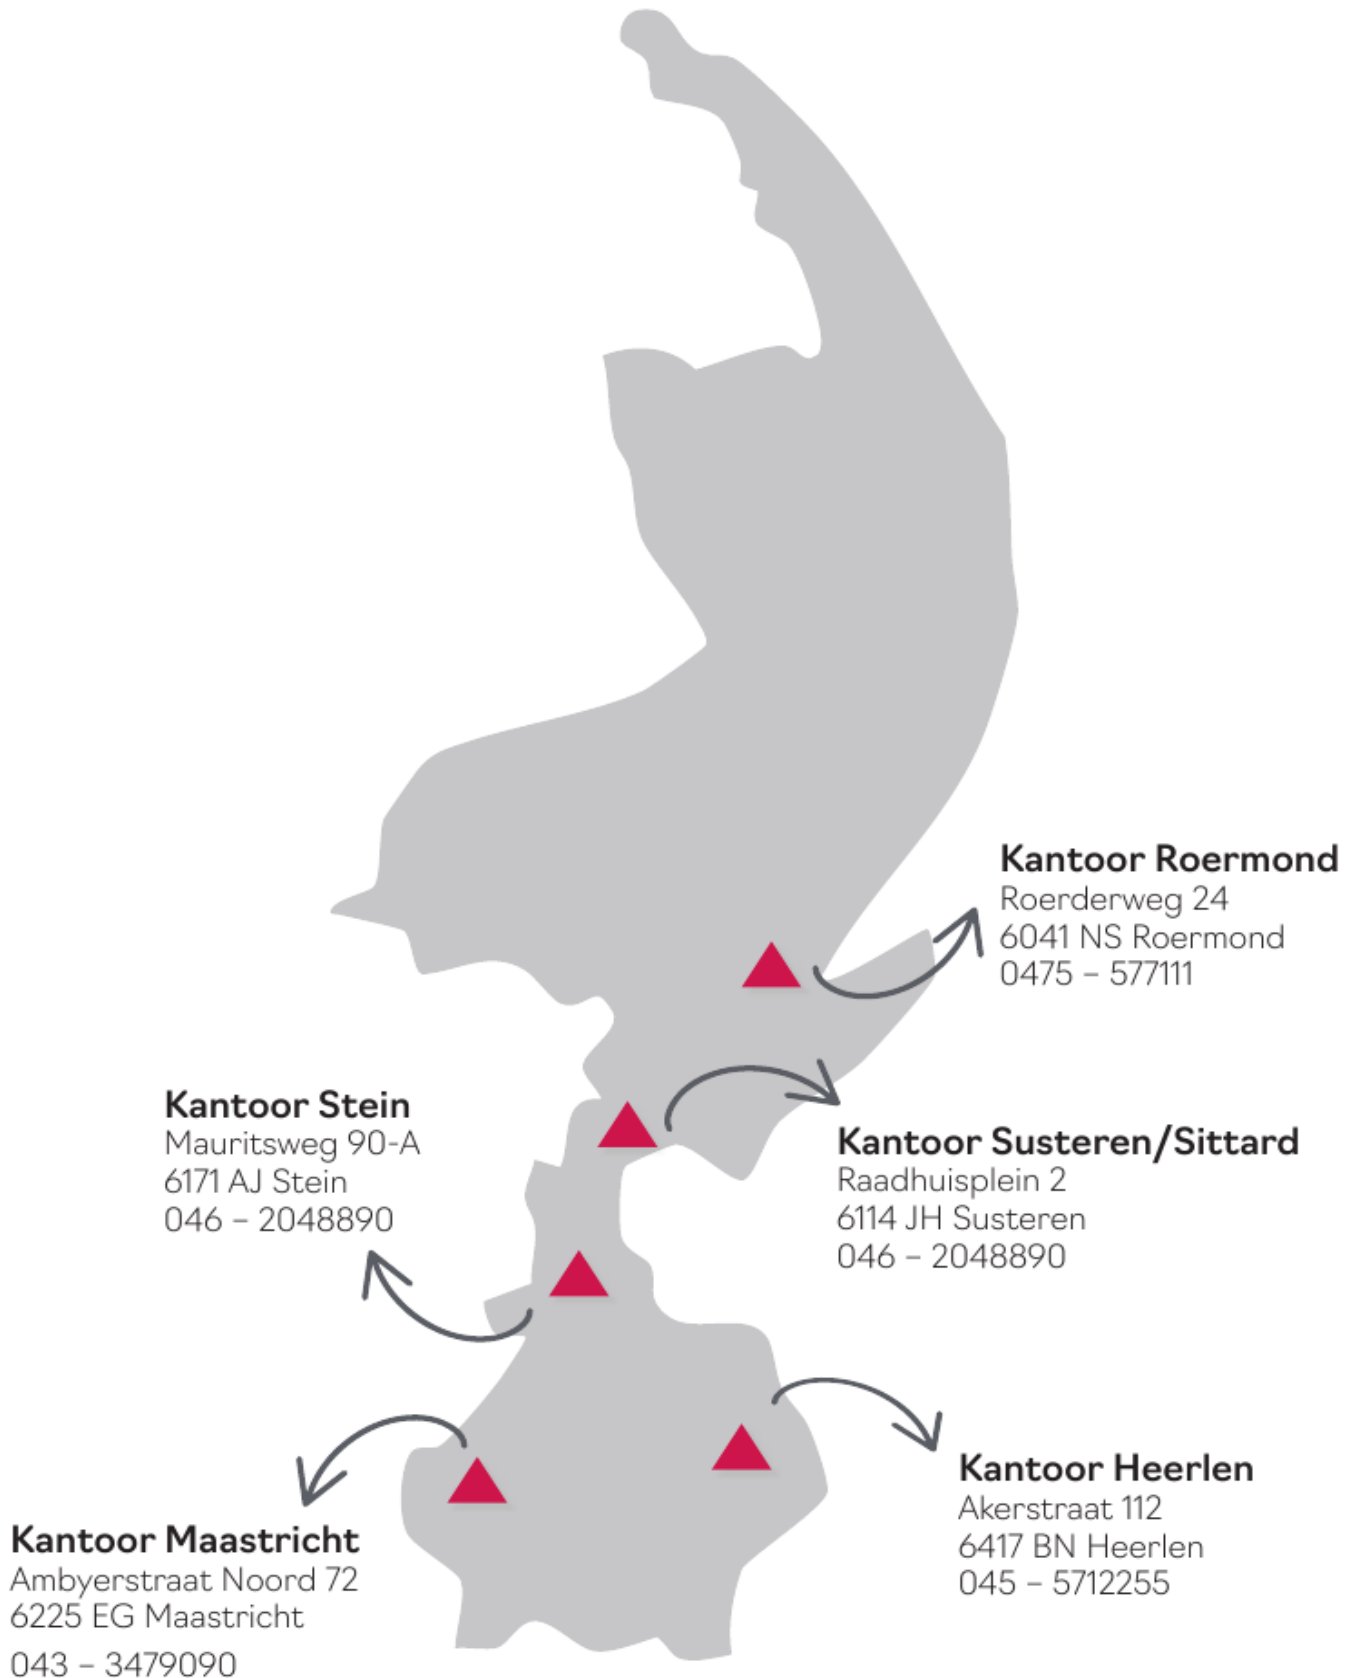 Kantoor Roermond
Roerderweg 24
6041 NS Roermond
0475 – 577111
Kantoor Stein
Mauritsweg 90-A
6171 AJ Stein
046 – 2048890
Kantoor Susteren/Sittard
Raadhuisplein 2
6114 JH Susteren
046 – 2048890
Kantoor Heerlen
Akerstraat 112
6417 BN Heerlen
045 – 5712255
Kantoor Maastricht
Ambyerstraat Noord 72
6225 EG Maastricht
043 – 3479090